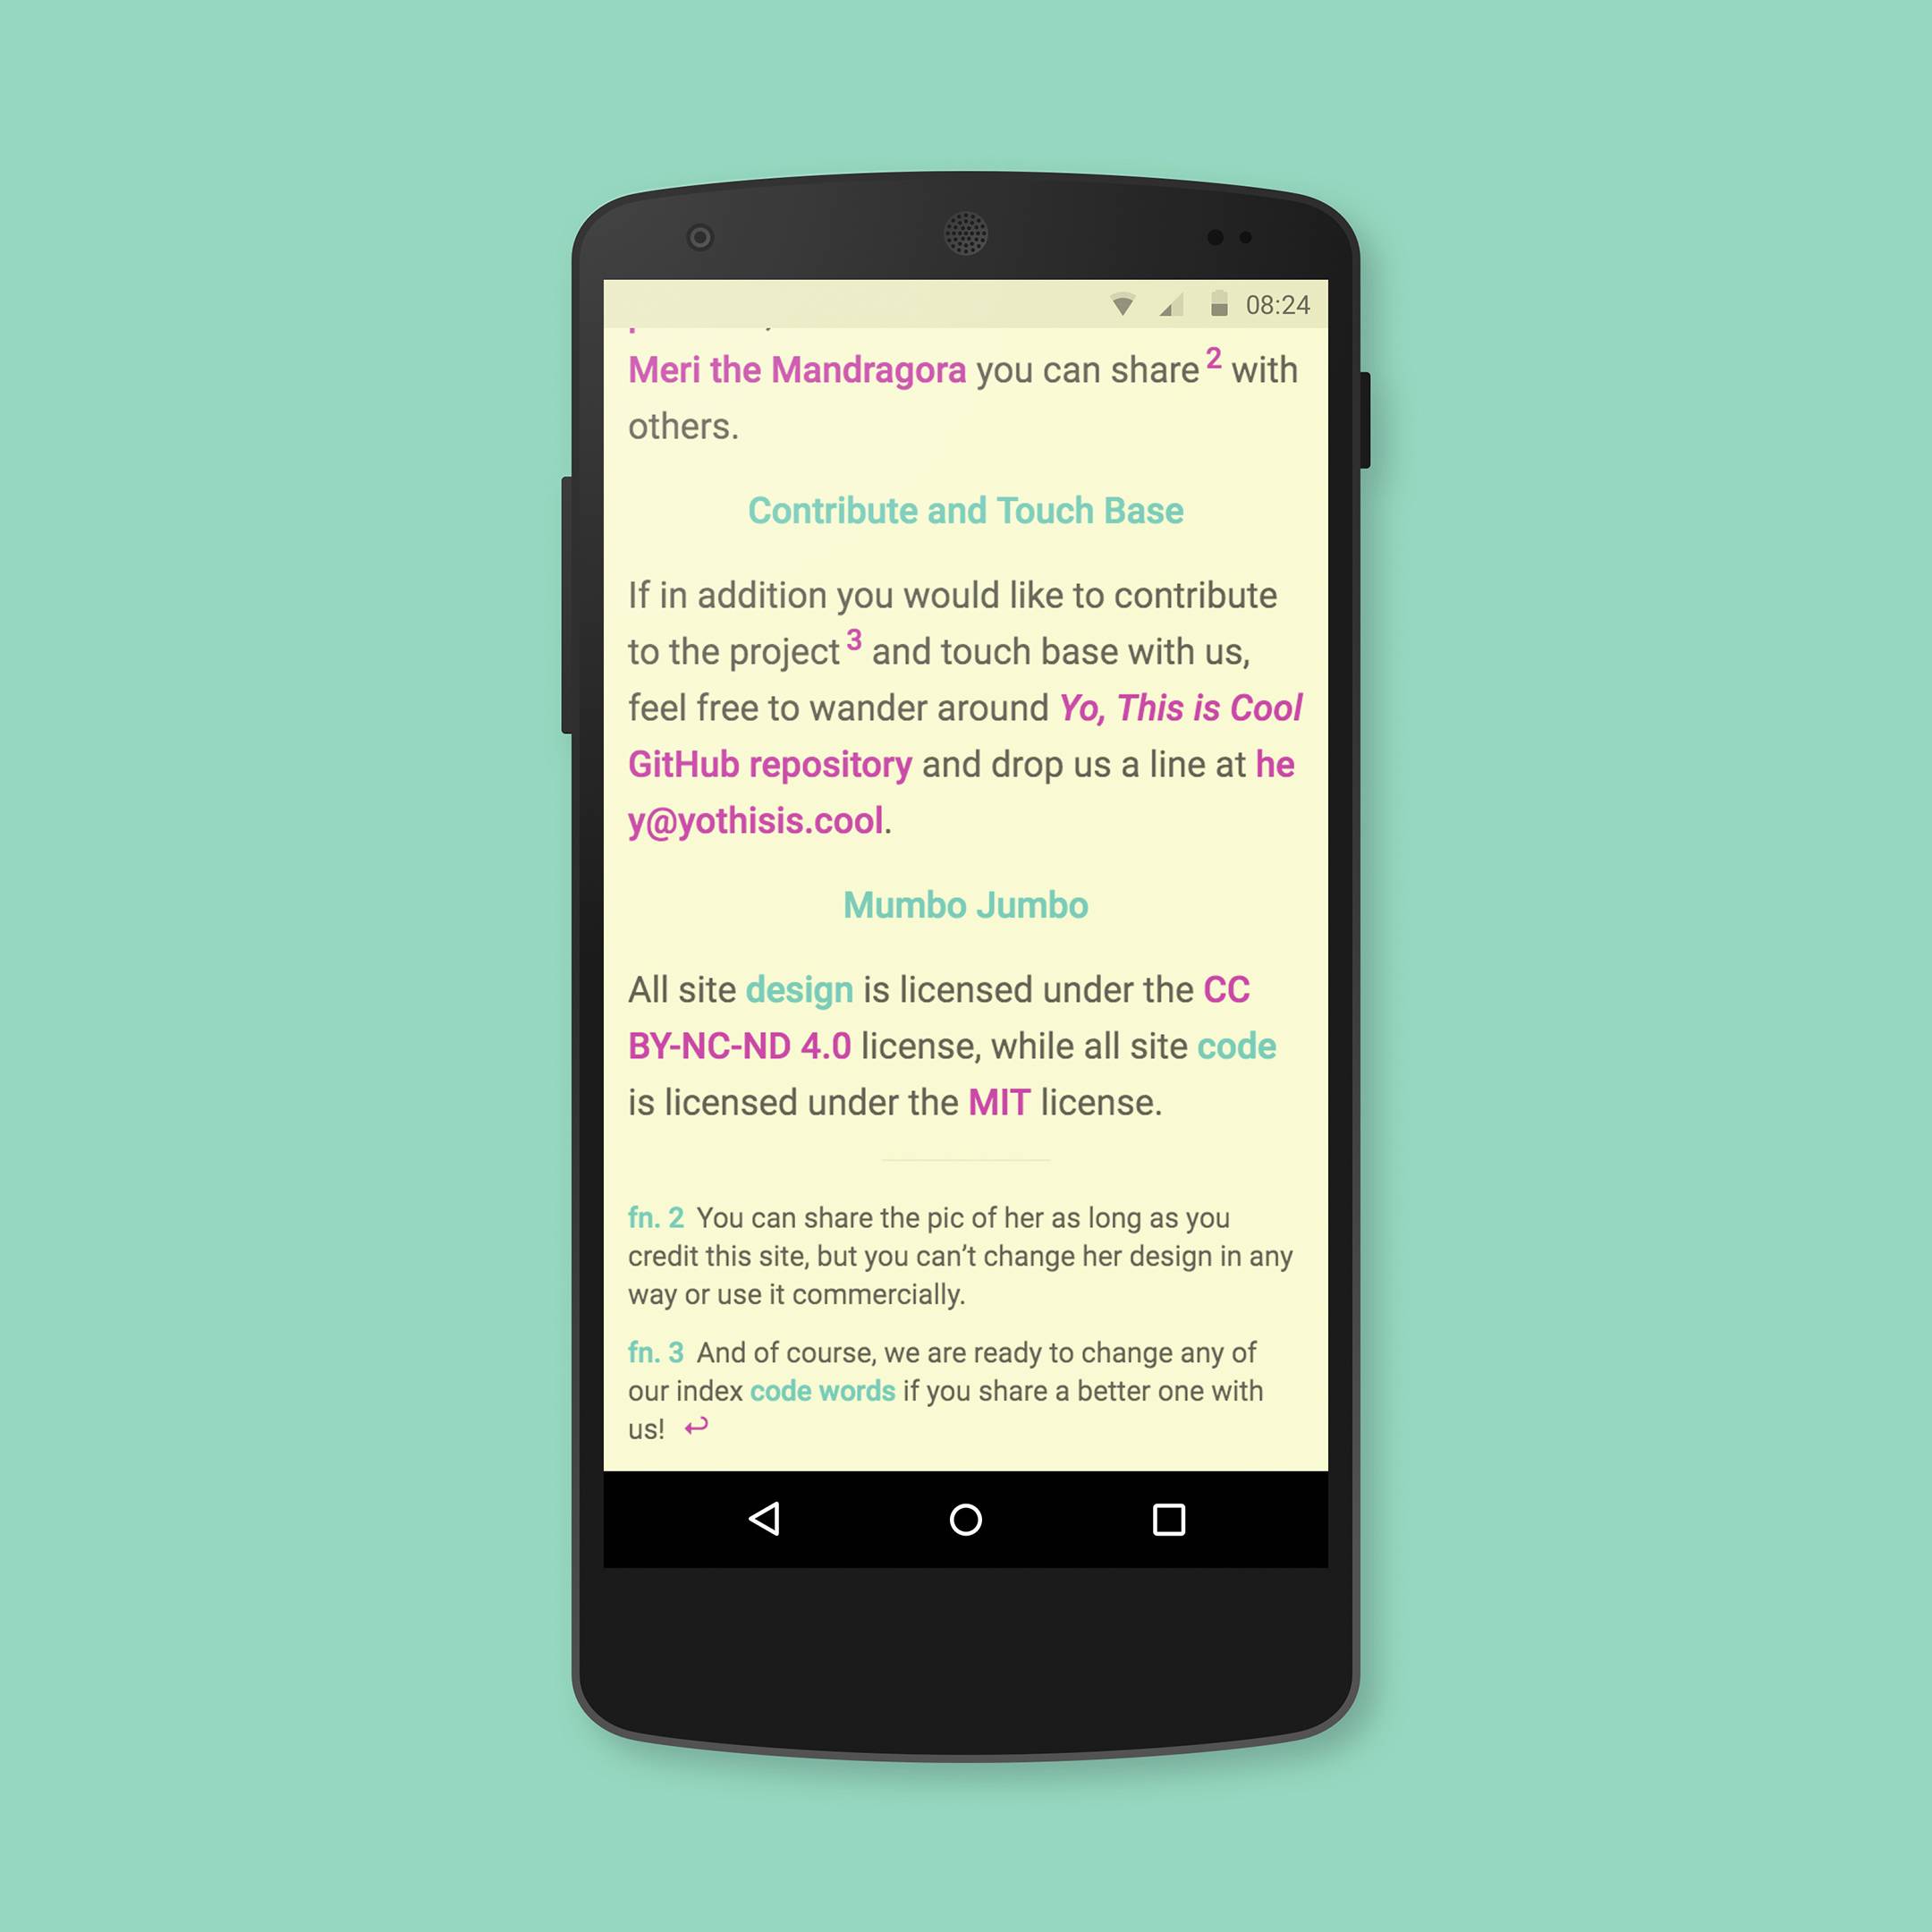 08:24
Meri the Mandragora you can share 2 with
others.
Contribute and Touch Base
If in addition you would like to contribute
to the project 3 and touch base with us,
feel free to wander around Yo, This is Cool
GitHub repository and drop us a line at he
y@yothisis.cool.
Mumbo Jumbo
All site design is licensed under the CC
BY-NC-ND 4.0 license, while all site code
is licensed under the MIT license.
fn. 2 You can share the pic of her as long as you
credit this site, but you can’t change her design in any
way or use it commercially.
fn. 3 And of course, we are ready to change any of
our index code words if you share a better one with
us! ↩